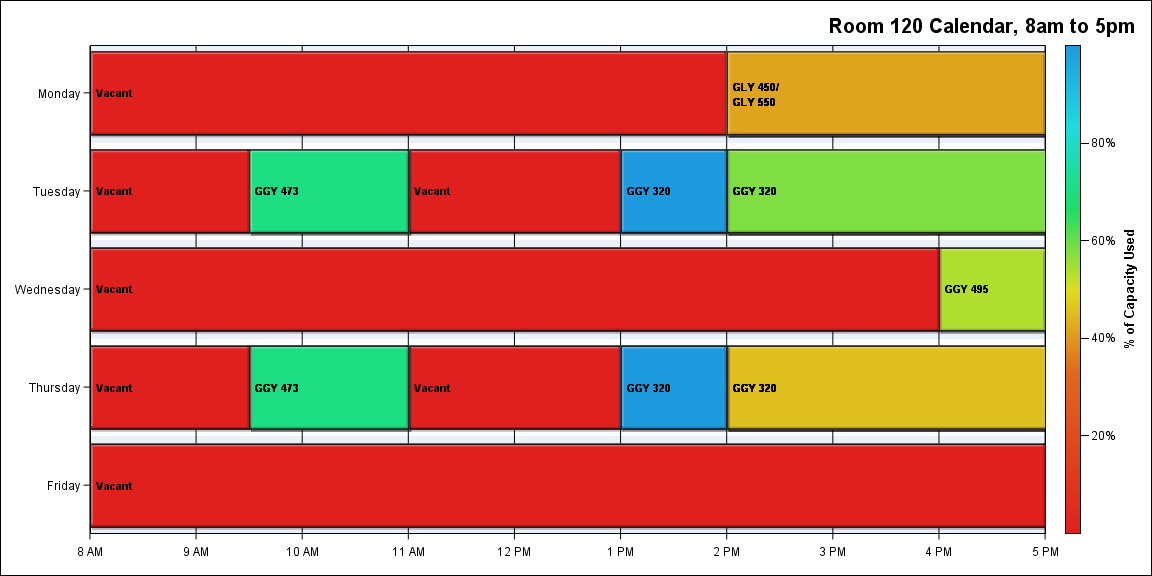 Room 120 Calendar, 8am to 5pm
Monday
Vacant
GLY 450/
GLY 550
Tuesday
Vacant
GGY 473
Vacant
GGY 320
GGY 320
Wednesday
Vacant
GGY 495
Thursday
Vacant
GGY 473
Vacant
GGY 320
GGY 320
Friday
Vacant
8 AM
9 AM
10 AM
11 AM
12 PM
1 PM
2 PM
3 PM
4 PM
5 PM
80%
60%
40%
20%
% of Capacity Used